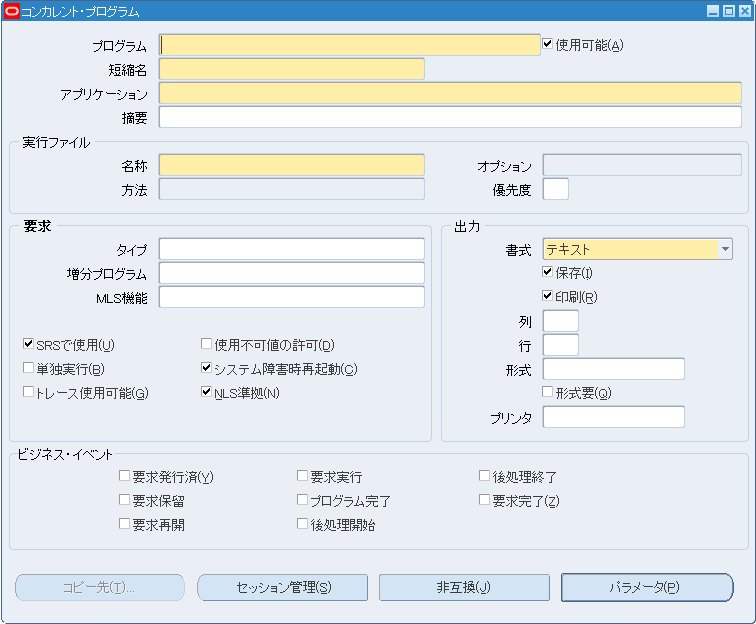 コンカレント・プログラム
プログラム 使用可能(A)
短縮名
アプリケーション
摘要
実行ファイル
名称 オプション
方法 優先度
要求 出力
タイプ 書式 テキスト
増分プログラム 保存(I)
MLS機能 印刷(R)
列
SRSで使用(U) 使用不可値の許可(D) 行
単独実行(B) システム障害時再起動(C) 形式
トレース使用可能(G) NLS準拠(N) 形式要(Q)
プリンタ
ビジネス・イベント
要求発行済(Y) 要求実行 後処理終了
要求保留 プログラム完了 要求完了(Z)
要求再開 後処理開始
コピー先(T)... セッション管理(S) 非互換(J) パラメータ(P)